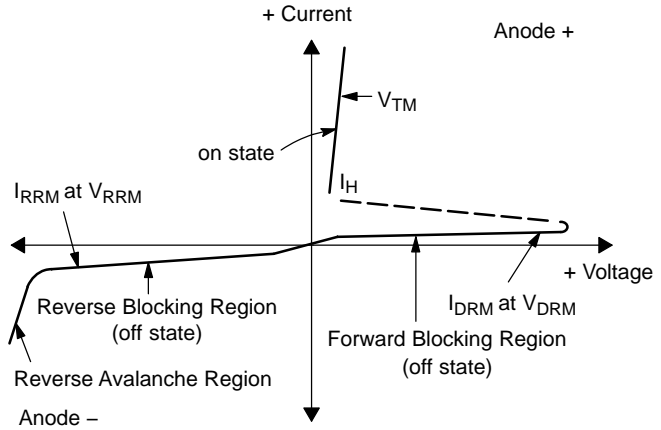 + Current
Anode +
V_TM
on state
I_H
I_RRM at V_RRM
+ Voltage
Reverse Blocking Region
(off state)
I_DRM at V_DRM
Forward Blocking Region
(off state)
Reverse Avalanche Region
Anode −